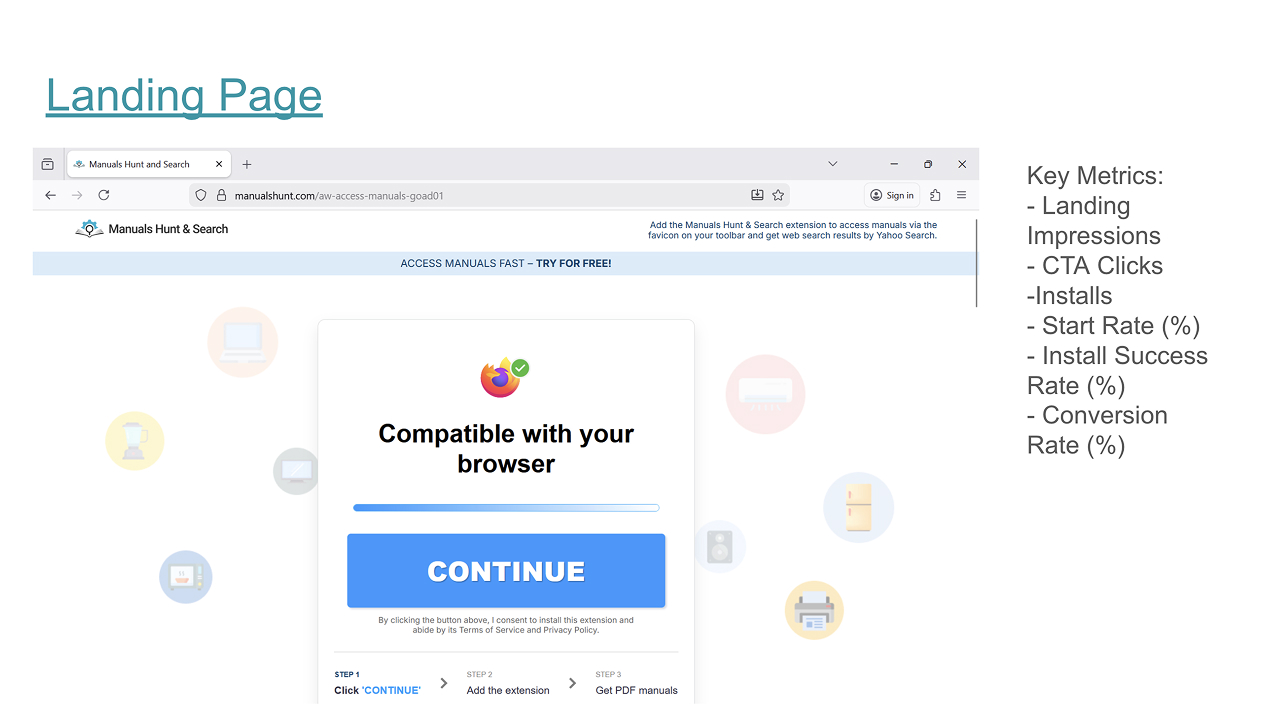 Landing Page
Manuals Hunt and Search
manualshunt.com/aw-access-manuals-goad01
Sign in
Manuals Hunt & Search
Add the Manuals Hunt & Search extension to access manuals via the
favicon on your toolbar and get web search results by Yahoo Search.
ACCESS MANUALS FAST – TRY FOR FREE!
Compatible with your
browser
CONTINUE
By clicking the button above, I consent to install this extension and
abide by its Terms of Service and Privacy Policy.
STEP 1
Click 'CONTINUE'
STEP 2
Add the extension
STEP 3
Get PDF manuals
Key Metrics:
- Landing
Impressions
- CTA Clicks
-Installs
- Start Rate (%)
- Install Success
Rate (%)
- Conversion
Rate (%)